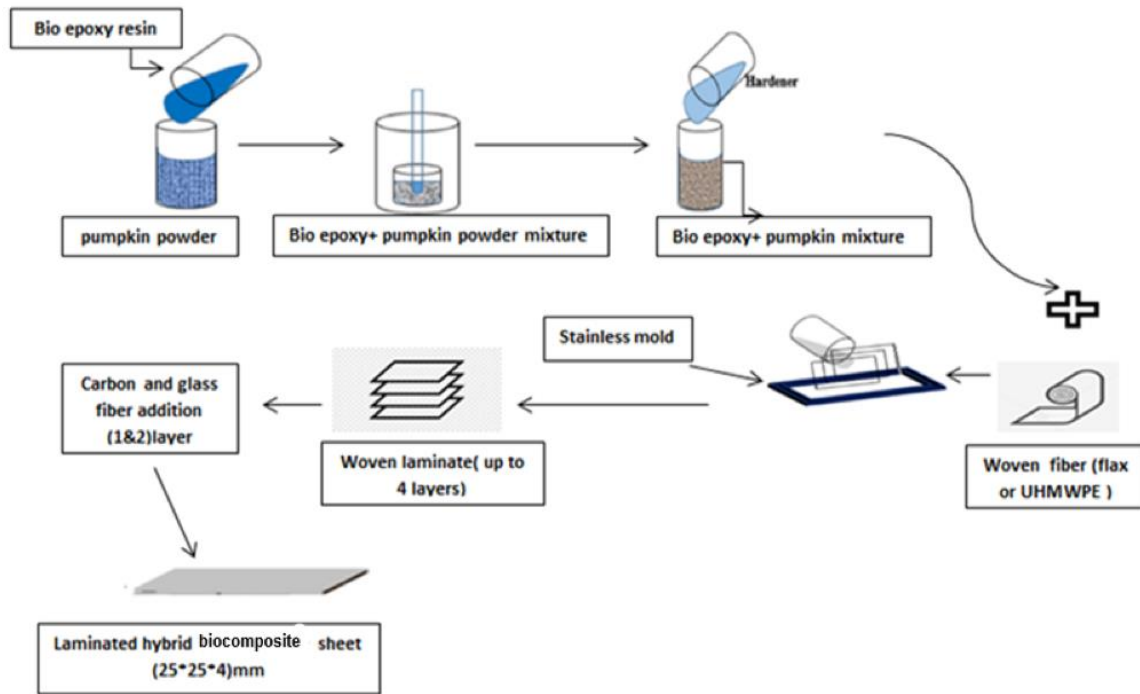 Bio epoxy resin
Hardener
pumpkin powder
Bio epoxy+ pumpkin powder mixture
Bio epoxy+ pumpkin mixture
Stainless mold
Carbon and glass
fiber addition
(1&2)layer
Woven laminate( up to
4 layers)
Woven fiber (flax
or UHMWPE )
Laminated hybrid biocomposite sheet
(25*25*4)mm